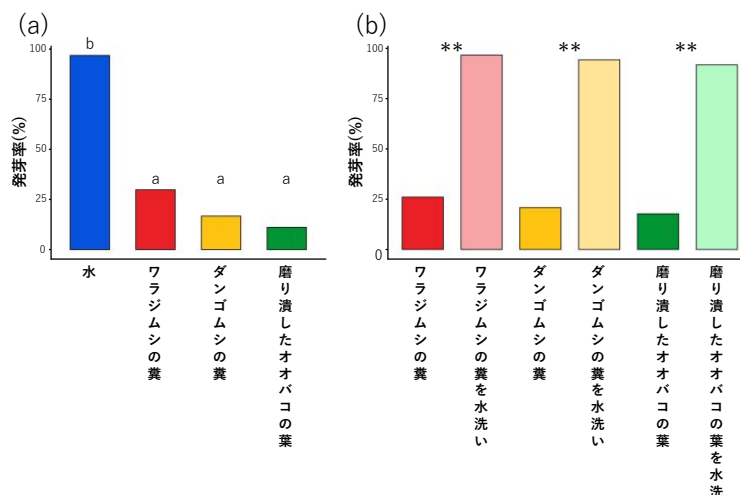 (a)
発芽率(%)
100
75
50
25
0
b
a
a
a
水
ワラジムシの糞
ダンゴムシの糞
磨り潰したオオバコの葉
(b)
発芽率(%)
100
75
50
25
0
**
**
**
ワラジムシの糞
ワラジムシの糞を水洗い
ダンゴムシの糞
ダンゴムシの糞を水洗い
磨り潰したオオバコの葉
磨り潰したオオバコの葉を水洗